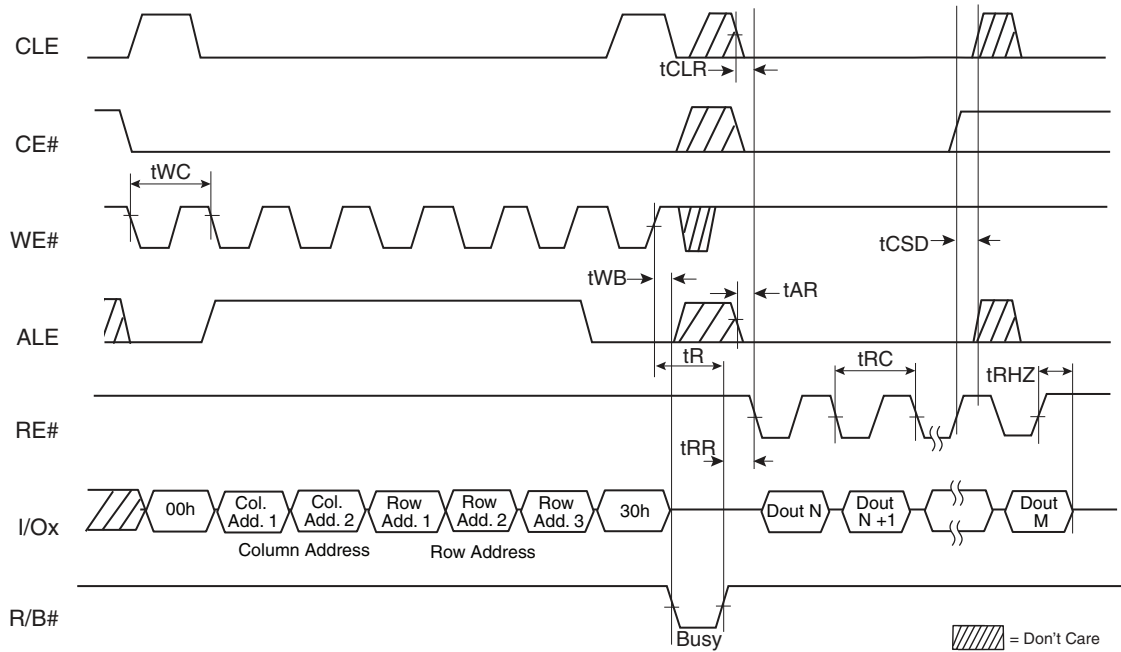 CLE
tCLR
CE#
tWC
WE#
tCSD
tWB
tAR
ALE
tR
tRC
tRHZ
RE#
tRR
I/Ox
00h
Col.
Add. 1
Col.
Add. 2
Row
Add. 1
Row
Add. 2
Row
Add. 3
30h
Dout N
Dout
N +1
Dout
M
Column Address
Row Address
R/B#
Busy
= Don't Care